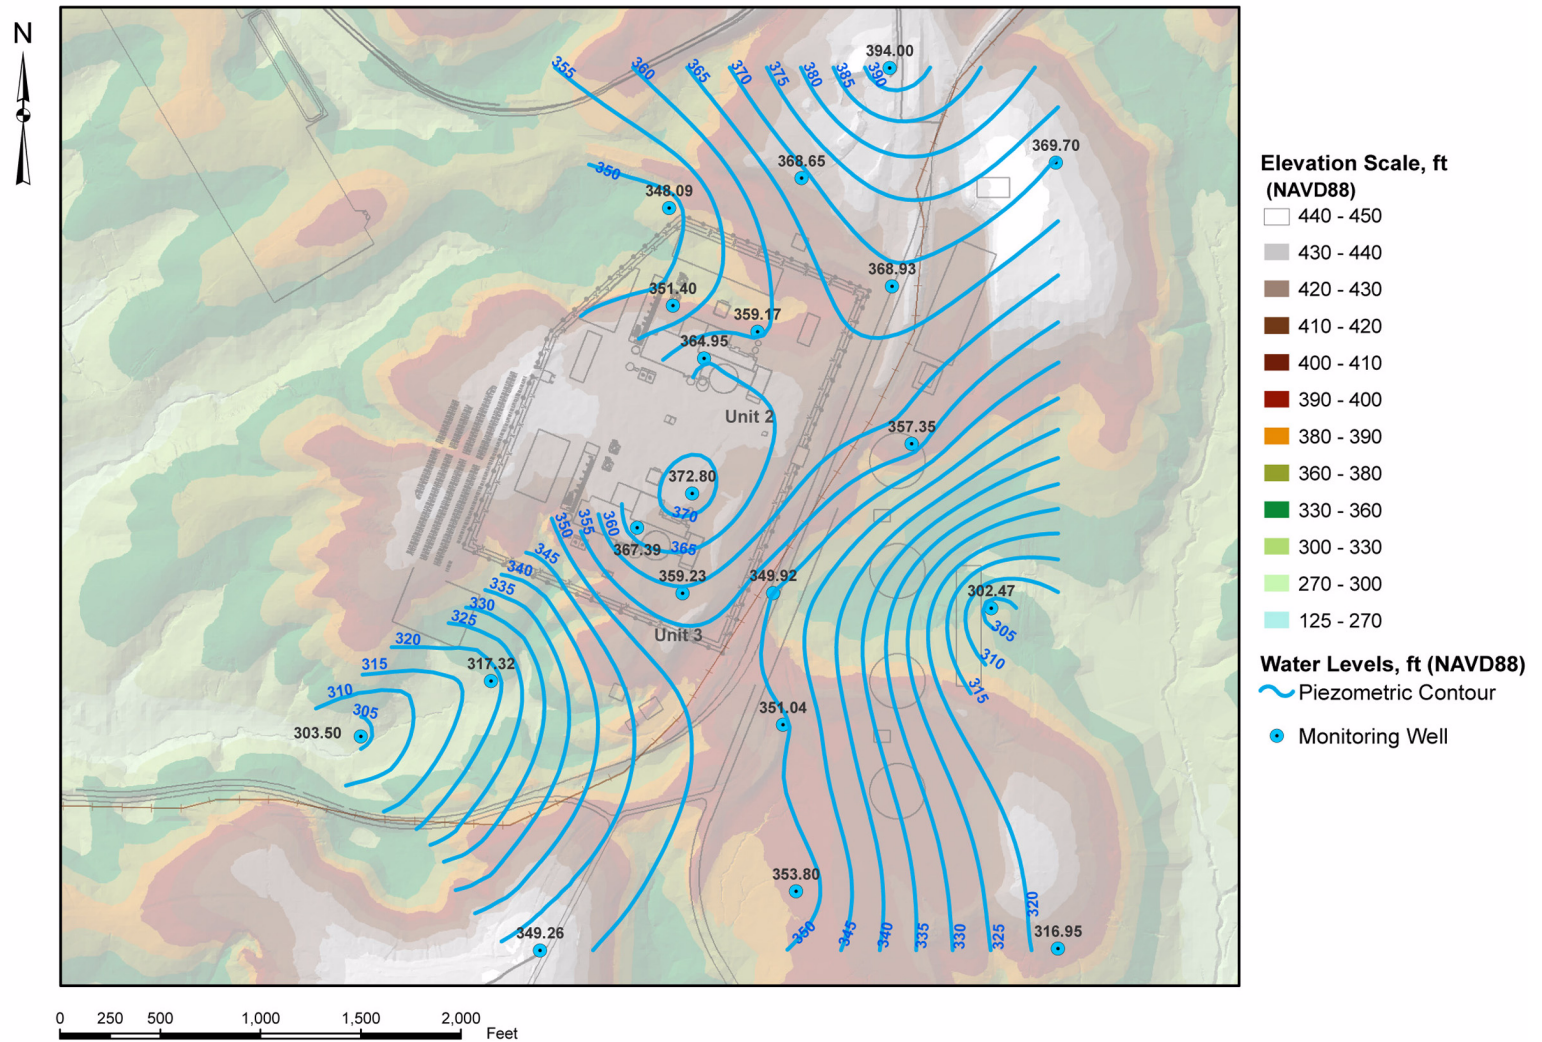 N
394.00
355
360
365
370
375
380
385
390
369.70
368.65
350
348.09
368.93
351.40
359.17
364.95
Unit 2
357.35
372.80
370
350
355
360
365
367.39
345
340
335
330
325
320
315
310
305
359.23
349.92
302.47
305
310
315
Unit 3
317.32
303.50
351.04
353.80
350
345
340
335
330
325
320
316.95
349.26
Elevation Scale, ft
(NAVD88)
440 - 450
430 - 440
420 - 430
410 - 420
400 - 410
390 - 400
380 - 390
360 - 380
330 - 360
300 - 330
270 - 300
125 - 270
Water Levels, ft (NAVD88)
Piezometric Contour
Monitoring Well
0 250 500 1,000 1,500 2,000
Feet